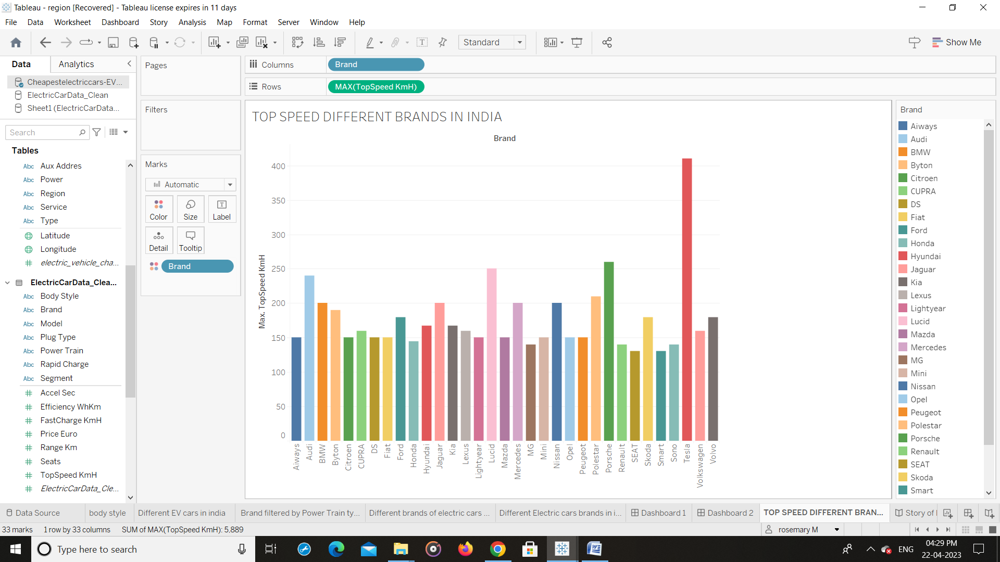 Tableau - region [Recovered] - Tableau license expires in 11 days
File Data Worksheet Dashboard Story Analysis Map Format Server Window Help
Standard
Show Me
Data Analytics
Cheapestelectriccars-EV...
ElectricCarData_Clean
Sheet1 (ElectricCarData...
Search
Tables
Abc Aux Addres
Abc Power
Abc Region
Abc Service
Abc Type
Latitude
Longitude
electric_vehicle_cha...
ElectricCarData_Clea...
Abc Body Style
Abc Brand
Abc Model
Abc Plug Type
Abc Power Train
Abc Rapid Charge
Abc Segment
Accel Sec
Efficiency WhKm
FastCharge KmH
Price Euro
Range Km
Seats
TopSpeed KmH
ElectricCarData_Cle...
Pages
Filters
Marks
Automatic
Color Size Label
Detail Tooltip
Brand
Columns Brand
Rows MAX(TopSpeed KmH)
TOP SPEED DIFFERENT BRANDS IN INDIA
Brand
Max. TopSpeed KmH
400
350
300
250
200
150
100
50
0
Aiways
Audi
BMW
Byton
Citroen
CUPRA
DS
Fiat
Ford
Honda
Hyundai
Jaguar
Kia
Lexus
Lightyear
Lucid
Mazda
Mercedes
MG
Mini
Nissan
Opel
Peugeot
Polestar
Porsche
Renault
SEAT
Skoda
Smart
Sono
Tesla
Volkswagen
Volvo
Brand
Aiways
Audi
BMW
Byton
Citroen
CUPRA
DS
Fiat
Ford
Honda
Hyundai
Jaguar
Kia
Lexus
Lightyear
Lucid
Mazda
Mercedes
MG
Mini
Nissan
Opel
Peugeot
Polestar
Porsche
Renault
SEAT
Skoda
Smart
Data Source body style Different EV cars in india Brand filtered by Power Train ty... Different brands of electric cars ... Different Electric cars brands in i... Dashboard 1 Dashboard 2 TOP SPEED DIFFERENT BRAN... Story of
33 marks 1 row by 33 columns SUM of MAX(TopSpeed KmH): 5,889
rosemary M
Type here to search
ENG
04:29 PM
22-04-2023